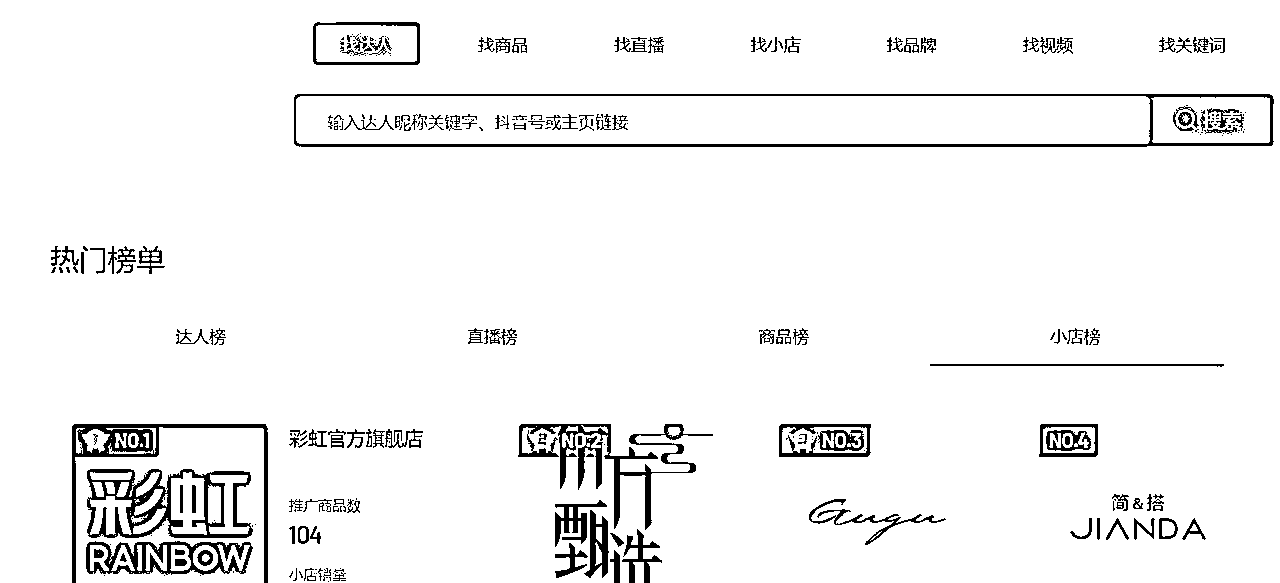 找达人 找商品 找直播 找小店 找品牌 找视频 找关键词
输入达人昵称关键字、抖音号或主页链接 搜索
热门榜单
达人榜 直播榜 商品榜 小店榜
NO.1 彩虹官方旗舰店 NO.2 NO.3 NO.4
彩虹
RAINBOW
推广商品数
104
小店销量
甄选
Gugu
简&搭
JIANDA